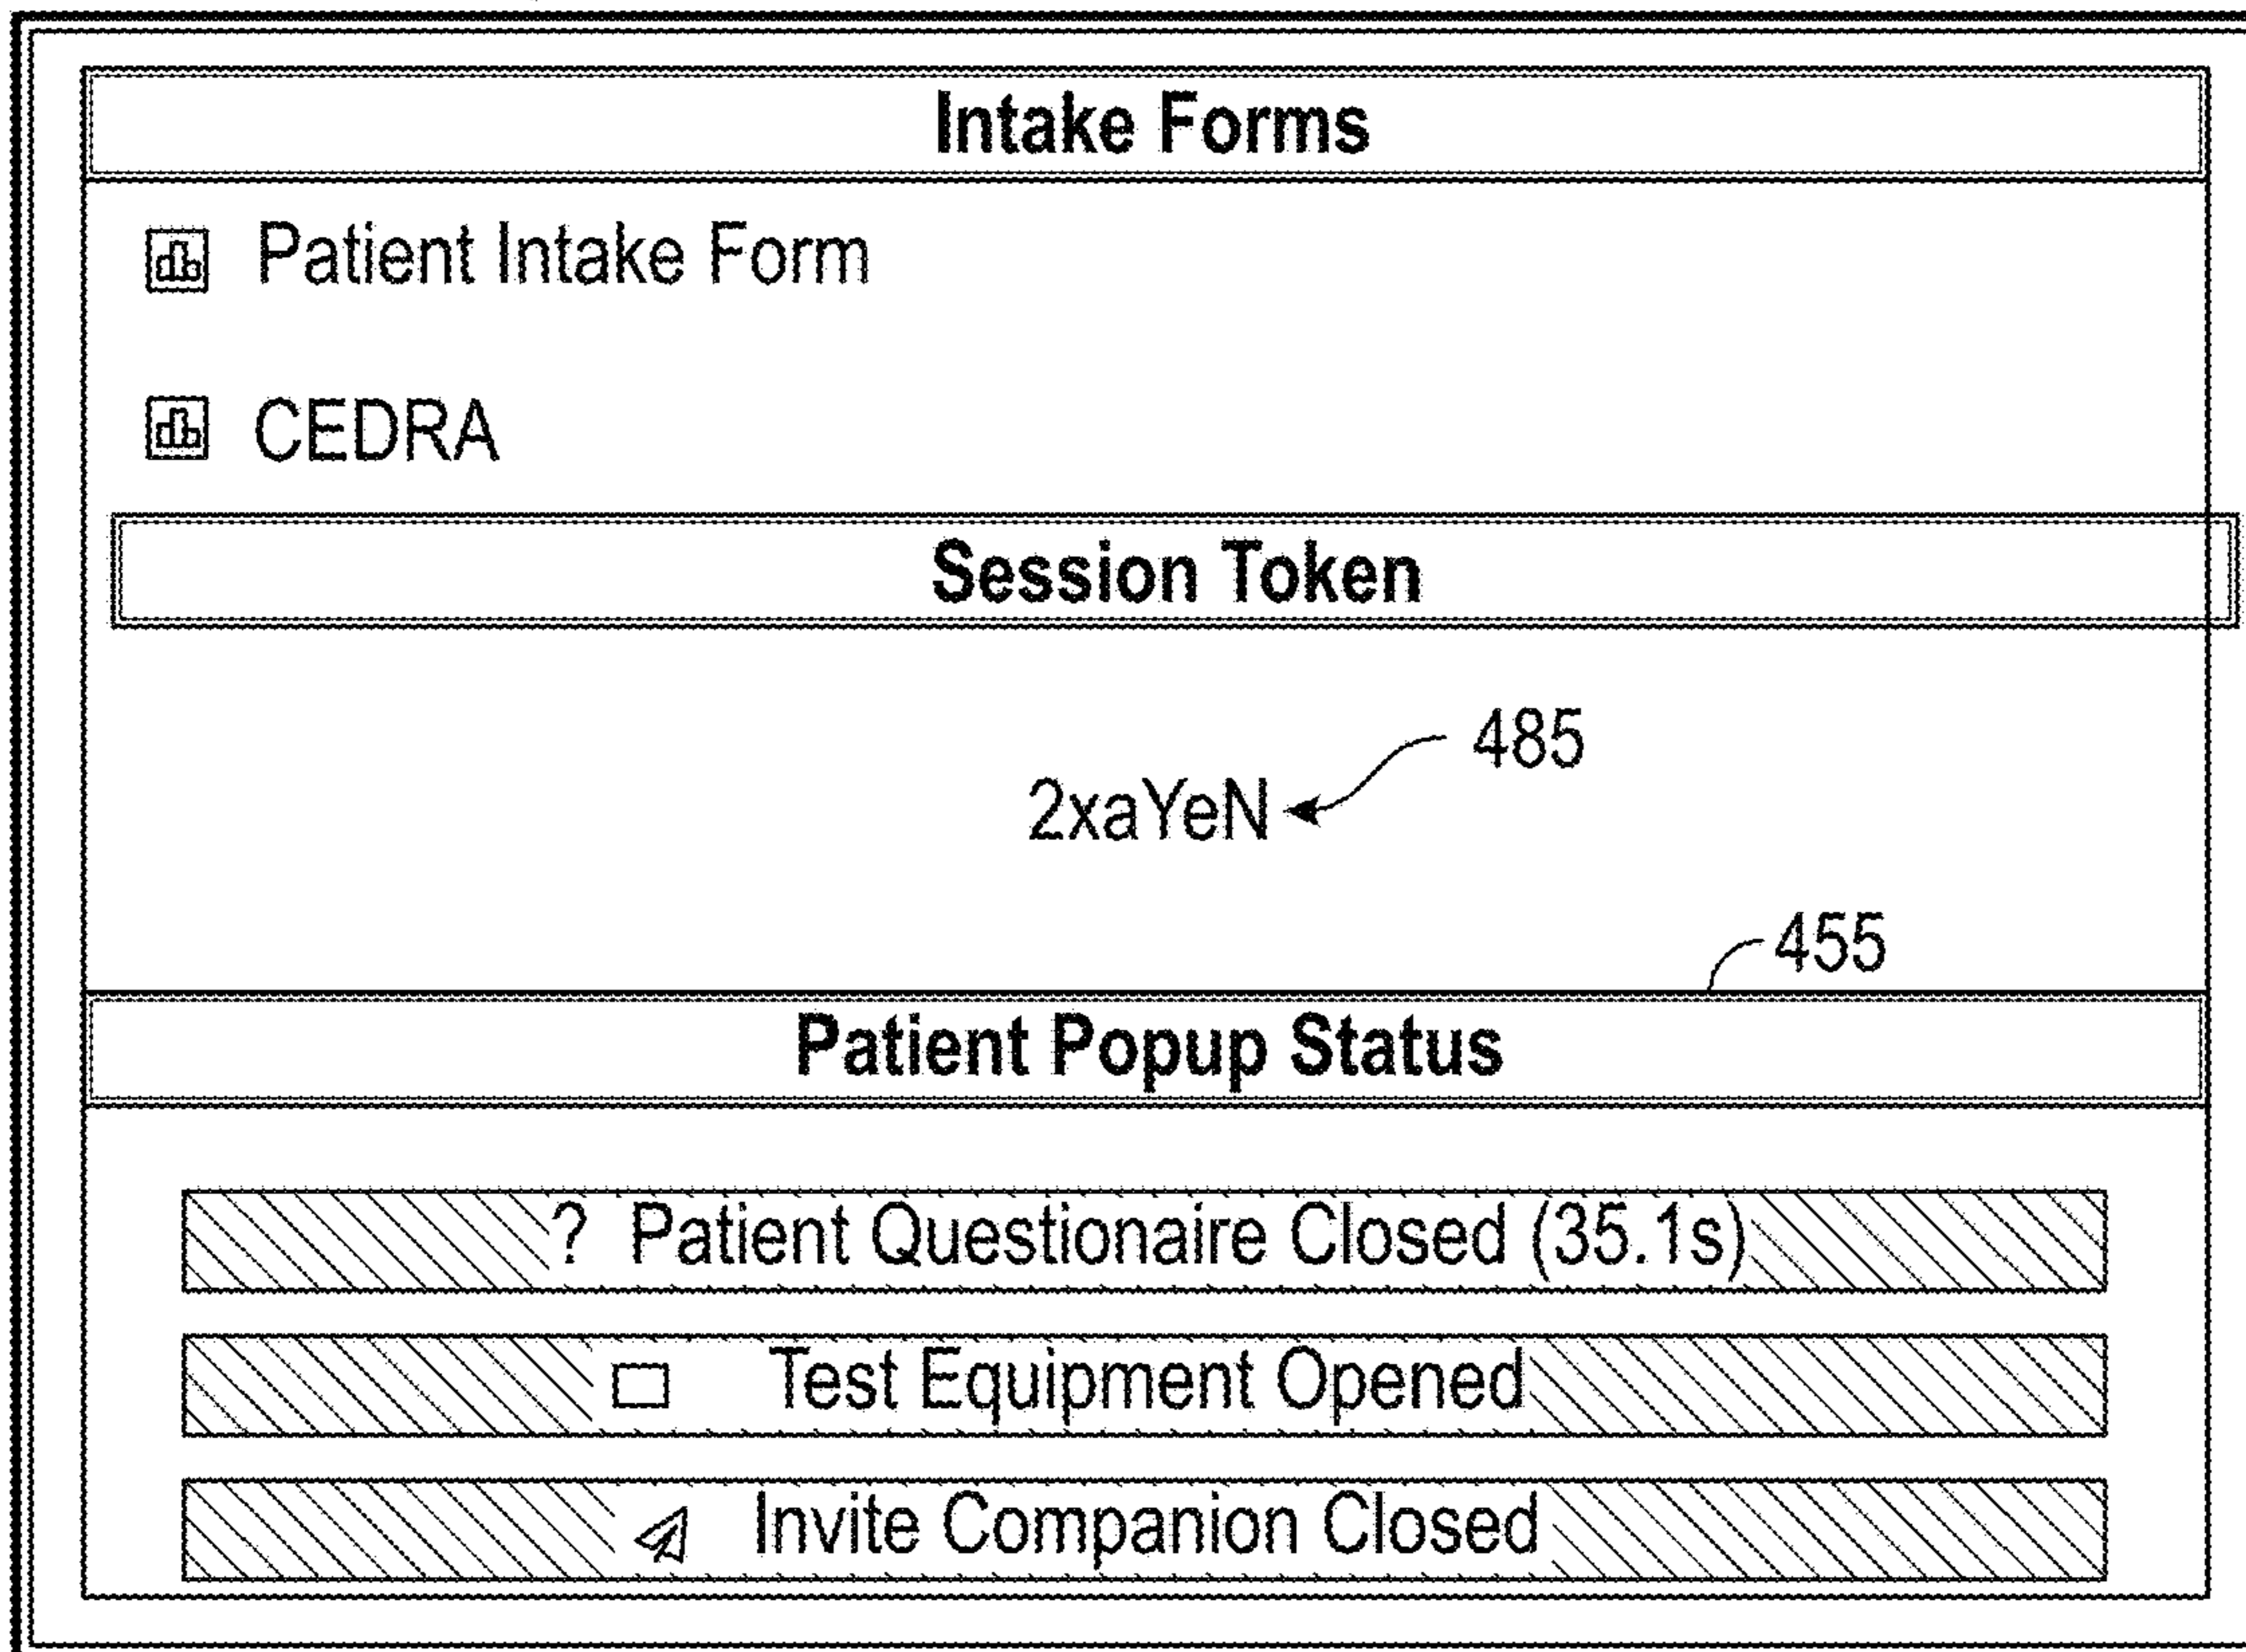 Intake Forms
Patient Intake Form
CEDRA
Session Token
485
2xaYeN
455
Patient Popup Status
? Patient Questionaire Closed (35.1s)
Test Equipment Opened
Invite Companion Closed